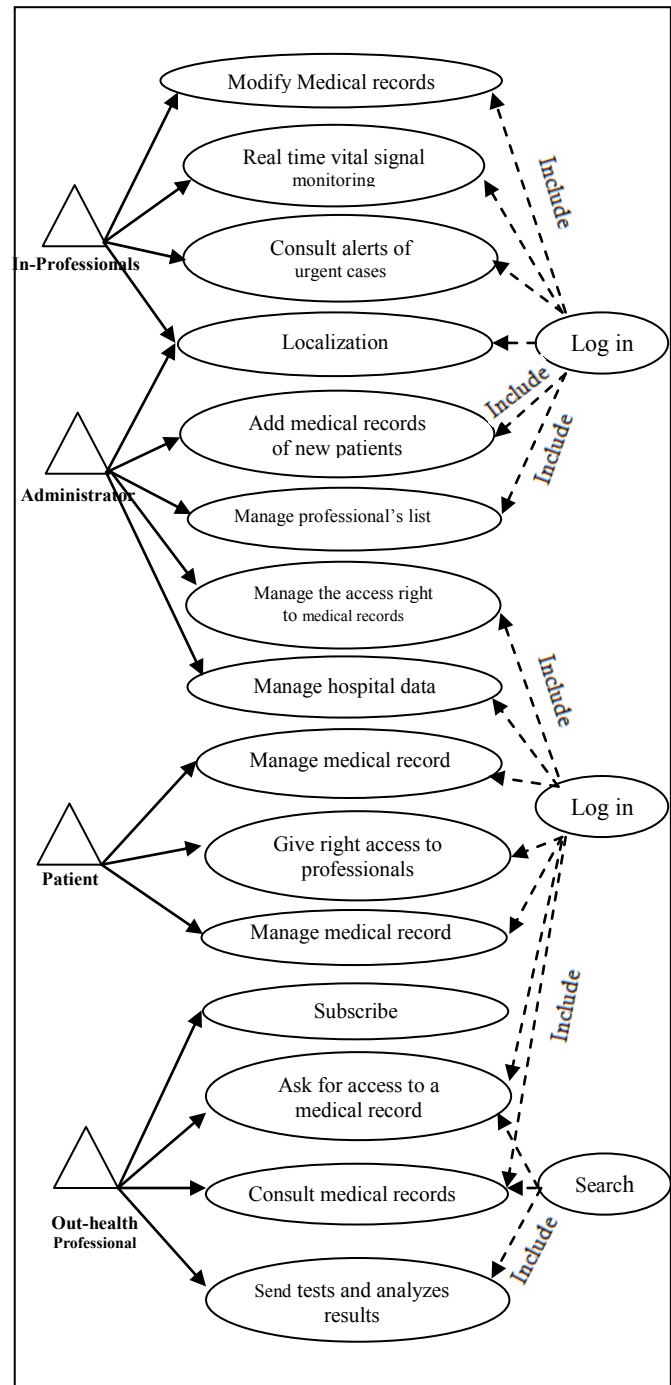 Modify Medical records
Real time vital signal
monitoring
Include
In-Professionals
Consult alerts of
urgent cases
Localization
Log in
Include
Add medical records
of new patients
Include
Administrator
Manage professional's list
Manage the access right
to medical records
Include
Manage hospital data
Manage medical record
Log in
Give right access to
professionals
Patient
Manage medical record
Include
Subscribe
Ask for access to a
medical record
Consult medical records
Search
Out-health
Professional
Include
Send tests and analyzes
results